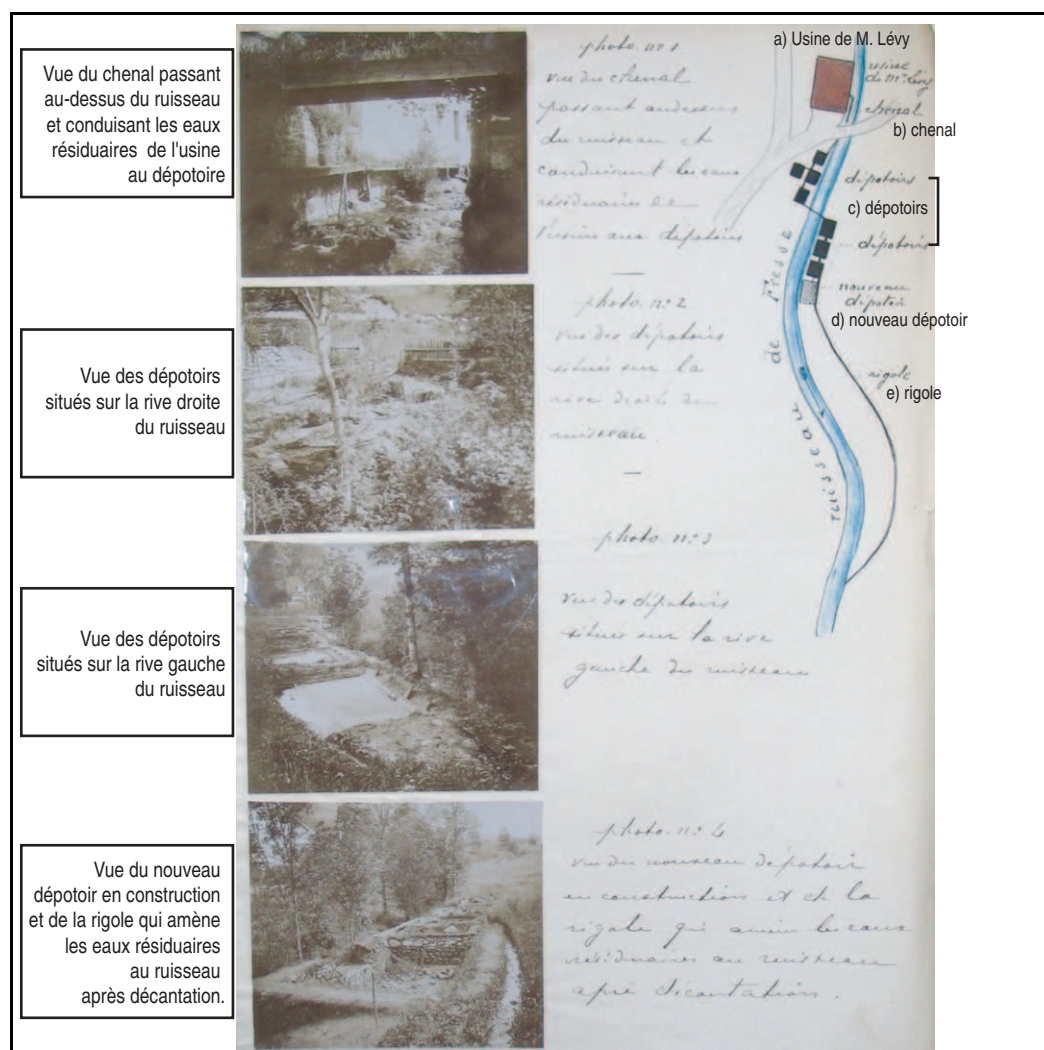 Vue du chenal passant
au-dessus du ruisseau
et conduisant les eaux
résiduaires de l'usine
au dépotoire
photo. nº 1
vue du chenal
passant audessus
du ruisseau et
conduisant les eaux
résiduaires de
l'usine aux dépotoirs
a) Usine de M. Lévy
usine
de Mr Lévy
chenal
b) chenal
dépotoirs
c) dépotoirs
dépotoirs
nouveau
dépotoir
d) nouveau dépotoir
rigole
e) rigole
ruisseau de Fresse
Vue des dépotoirs
situés sur la rive droite
du ruisseau
photo. nº 2
vue des dépotoirs
situés sur la
rive droite du
ruisseau.
Vue des dépotoirs
situés sur la rive gauche
du ruisseau
photo. nº 3
vue des dépotoirs
situés sur la rive
gauche du ruisseau
Vue du nouveau
dépotoir en construction
et de la rigole qui amène
les eaux résiduaires
au ruisseau
après décantation.
photo. nº 4
vue du nouveau dépotoir
en construction et de la
rigole qui amène les eaux
résiduaires au ruisseau
après décantation.